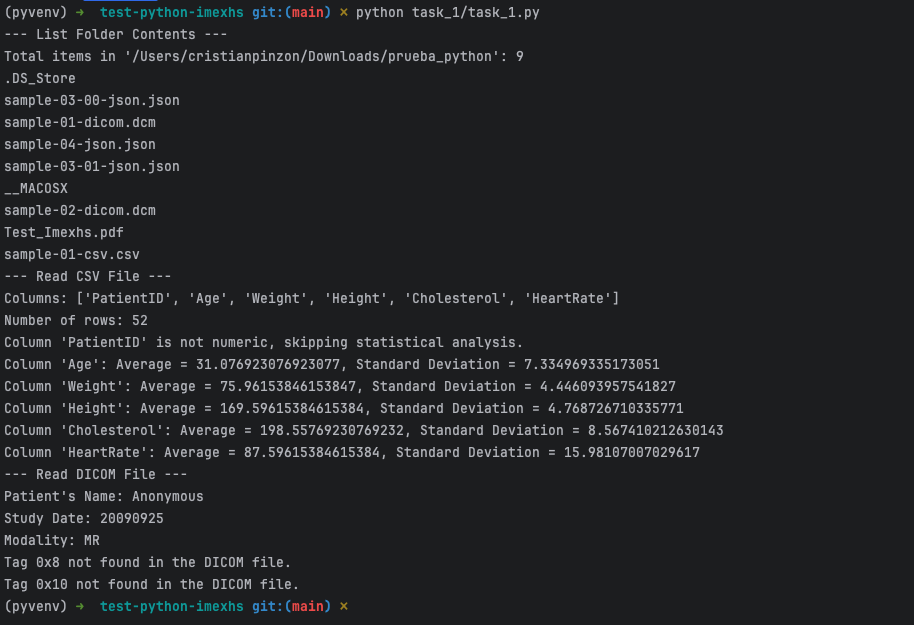 (pyvenv) → test-python-imexhs git:(main) × python task_1/task_1.py
--- List Folder Contents ---
Total items in '/Users/cristianpinzon/Downloads/prueba_python': 9
.DS_Store
sample-03-00-json.json
sample-01-dicom.dcm
sample-04-json.json
sample-03-01-json.json
__MACOSX
sample-02-dicom.dcm
Test_Imexhs.pdf
sample-01-csv.csv
--- Read CSV File ---
Columns: ['PatientID', 'Age', 'Weight', 'Height', 'Cholesterol', 'HeartRate']
Number of rows: 52
Column 'PatientID' is not numeric, skipping statistical analysis.
Column 'Age': Average = 31.076923076923077, Standard Deviation = 7.334969335173051
Column 'Weight': Average = 75.96153846153847, Standard Deviation = 4.446093957541827
Column 'Height': Average = 169.59615384615384, Standard Deviation = 4.768726710335771
Column 'Cholesterol': Average = 198.55769230769232, Standard Deviation = 8.567410212630143
Column 'HeartRate': Average = 87.59615384615384, Standard Deviation = 15.98107007029617
--- Read DICOM File ---
Patient's Name: Anonymous
Study Date: 20090925
Modality: MR
Tag 0x8 not found in the DICOM file.
Tag 0x10 not found in the DICOM file.
(pyvenv) → test-python-imexhs git:(main) ×